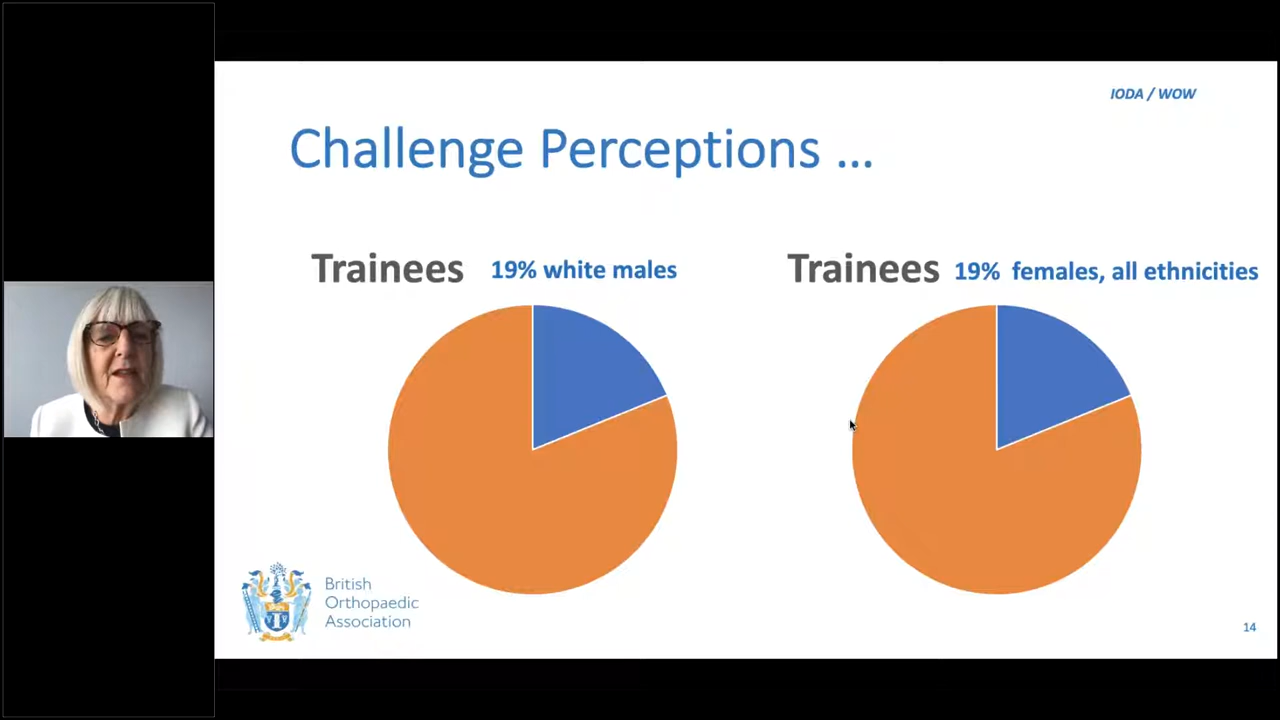 IODA / WOW
Challenge Perceptions ...
Trainees 19% white males
Trainees 19% females, all ethnicities
British
Orthopaedic
Association
14